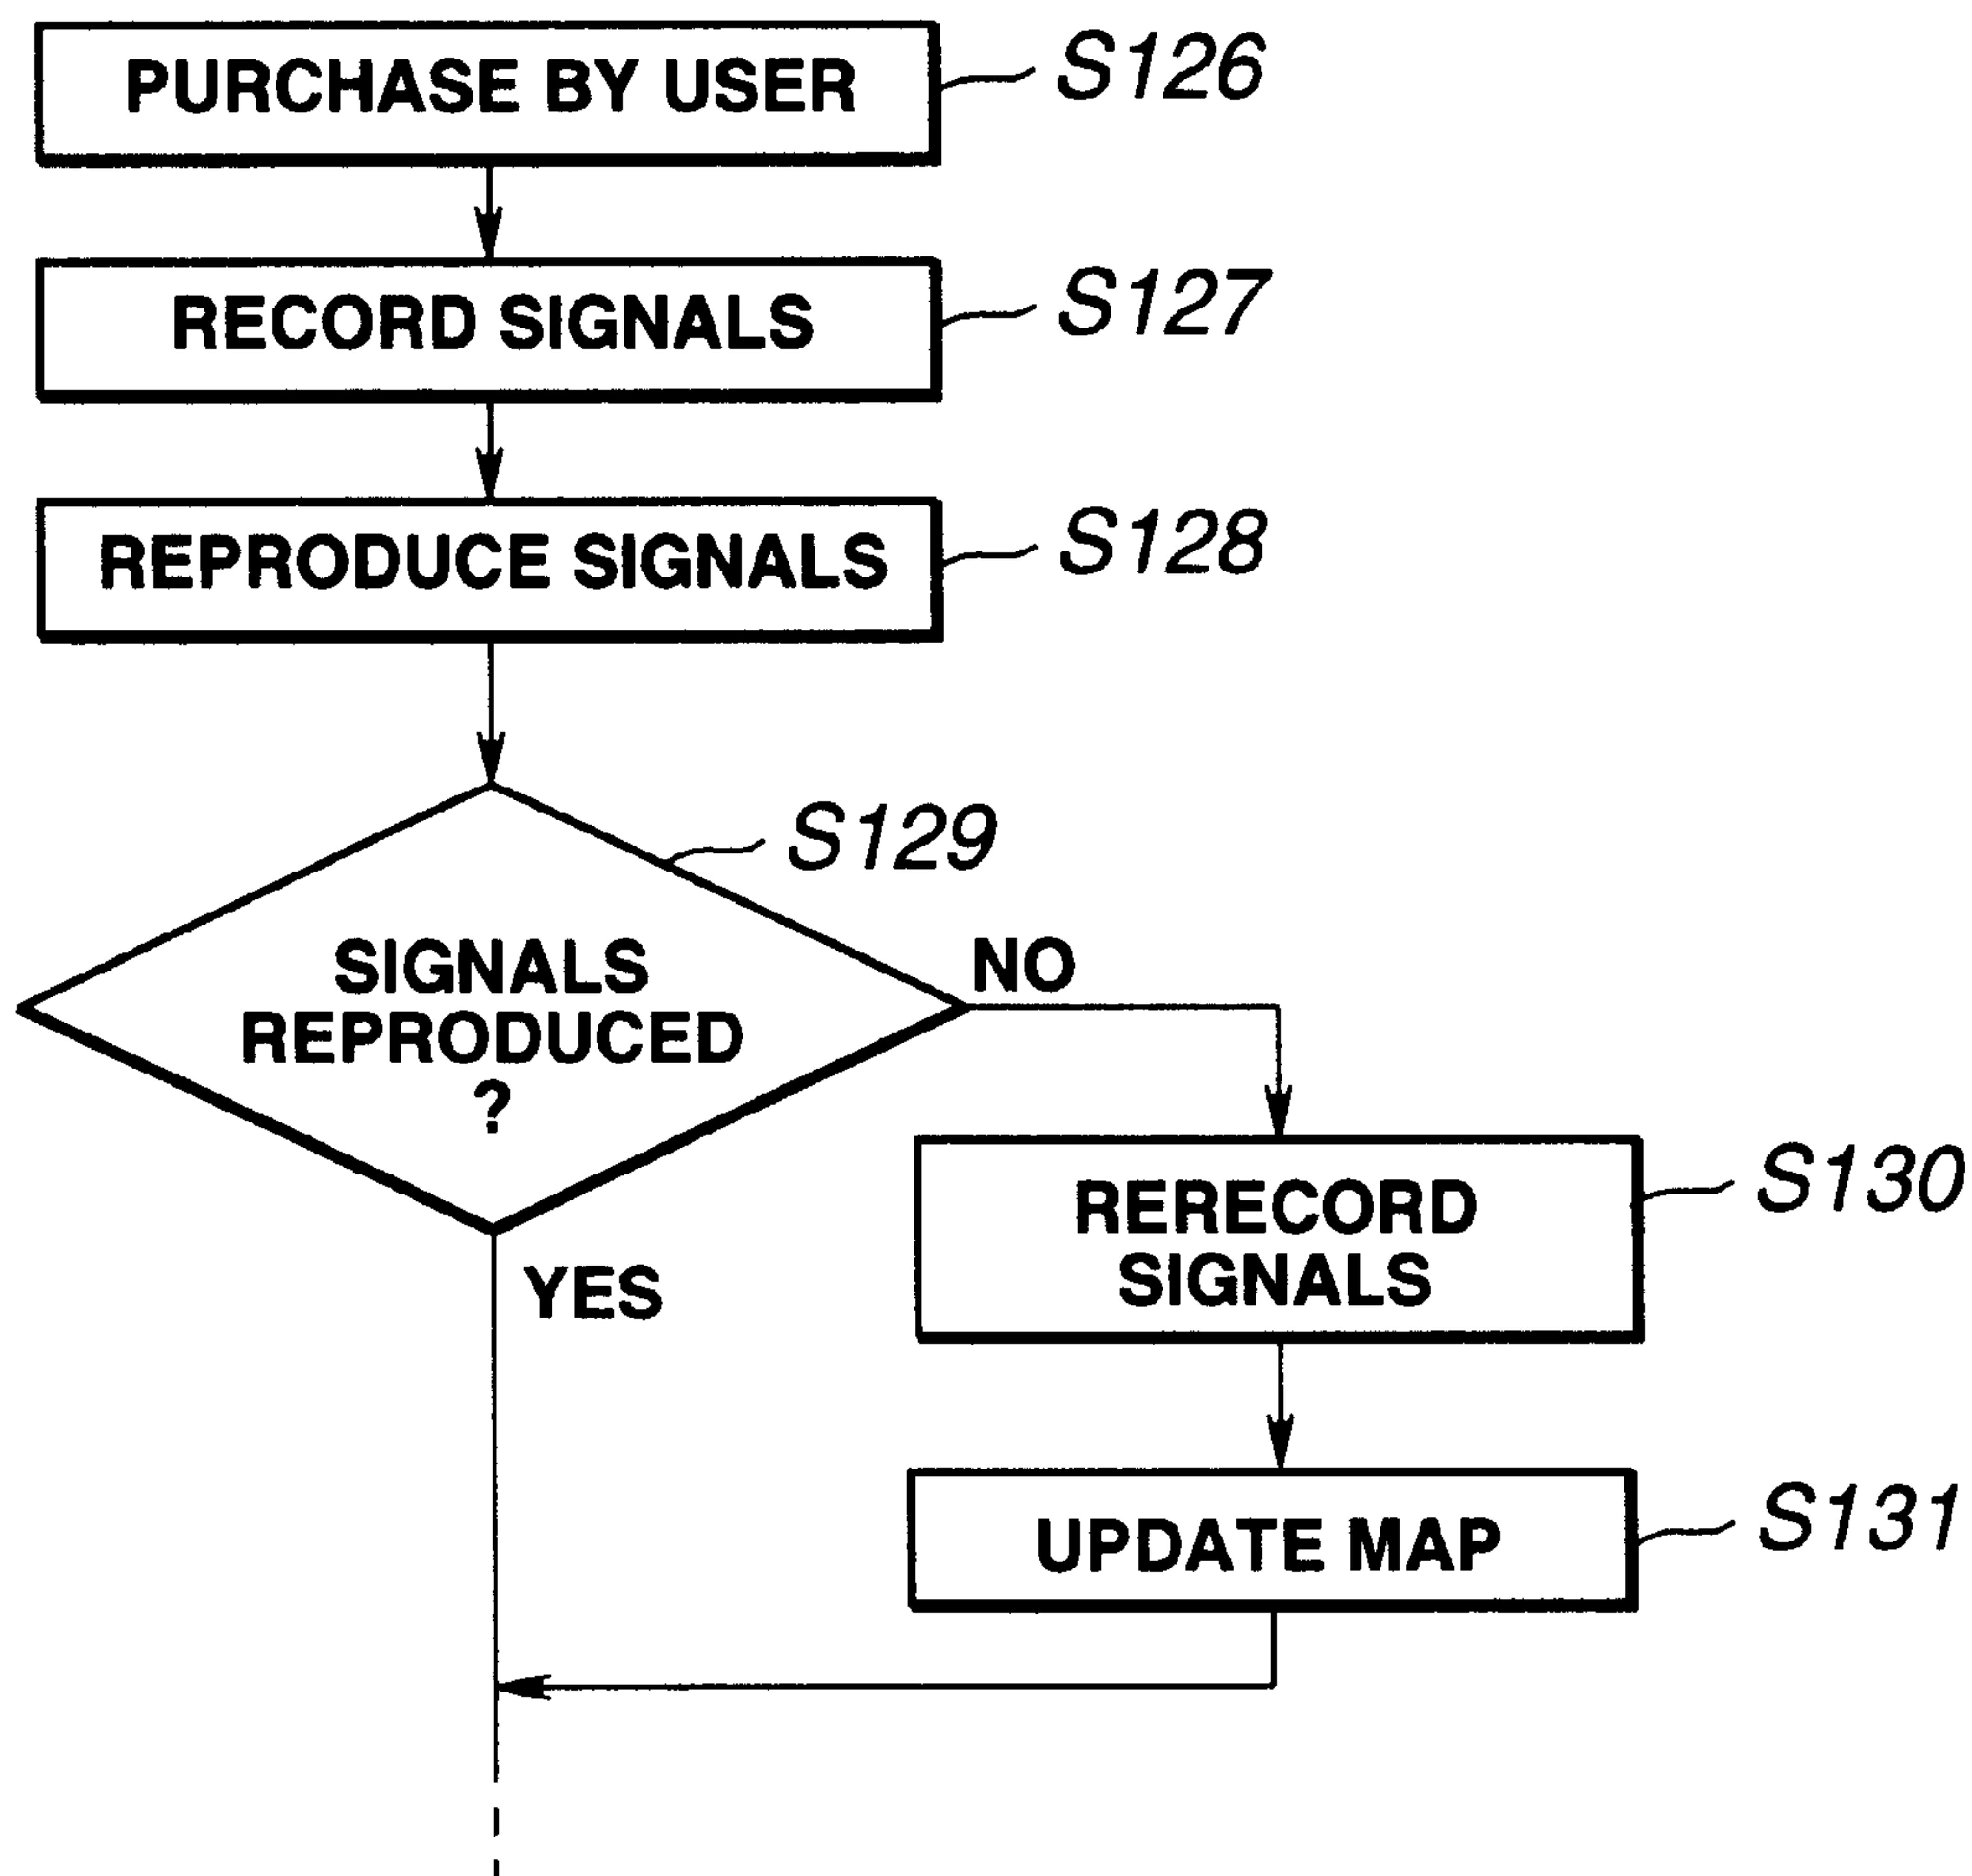 PURCHASE BY USER
S126
RECORD SIGNALS
S127
REPRODUCE SIGNALS
S128
S129
SIGNALS
REPRODUCED
?
NO
YES
RERECORD
SIGNALS
S130
UPDATE MAP
S131